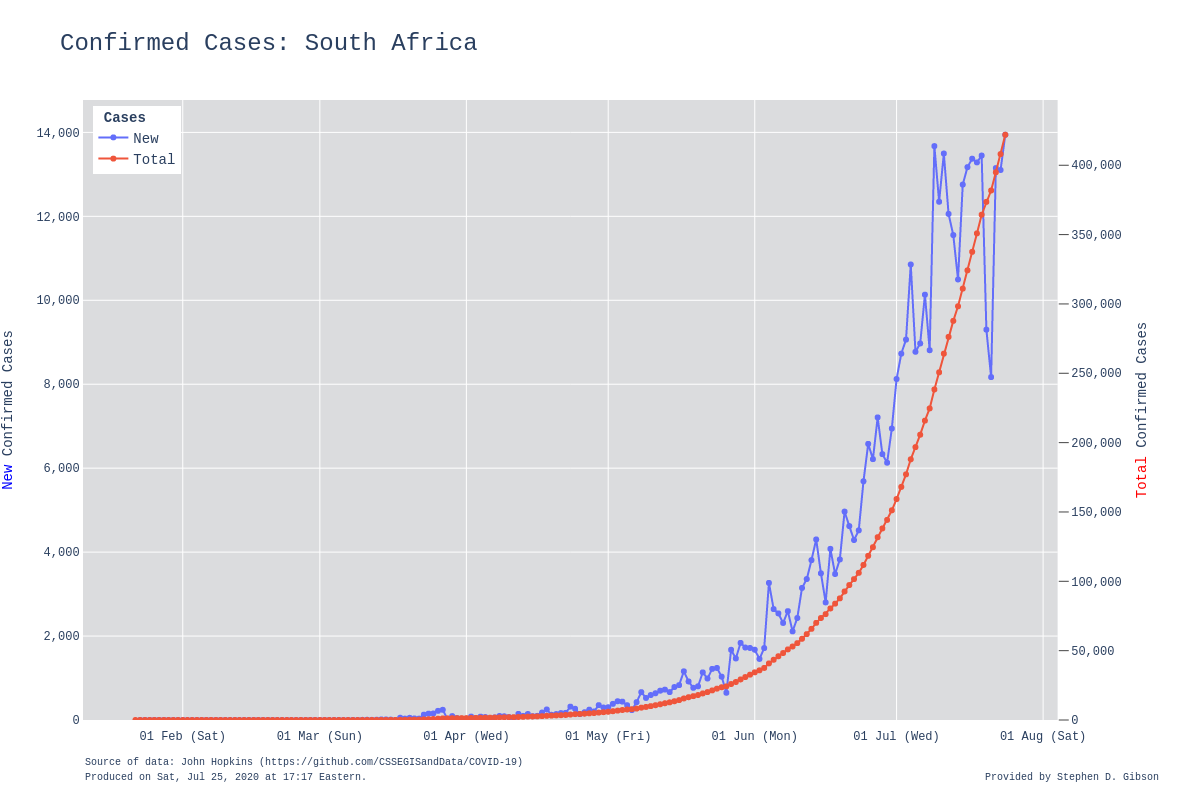 Confirmed Cases: South Africa
Cases
New
Total
14,000
12,000
10,000
8,000
6,000
4,000
2,000
0
New Confirmed Cases
400,000
350,000
300,000
250,000
200,000
150,000
100,000
50,000
0
Total Confirmed Cases
01 Feb (Sat)
01 Mar (Sun)
01 Apr (Wed)
01 May (Fri)
01 Jun (Mon)
01 Jul (Wed)
01 Aug (Sat)
Source of data: John Hopkins (https://github.com/CSSEGISandData/COVID-19)
Produced on Sat, Jul 25, 2020 at 17:17 Eastern.
Provided by Stephen D. Gibson